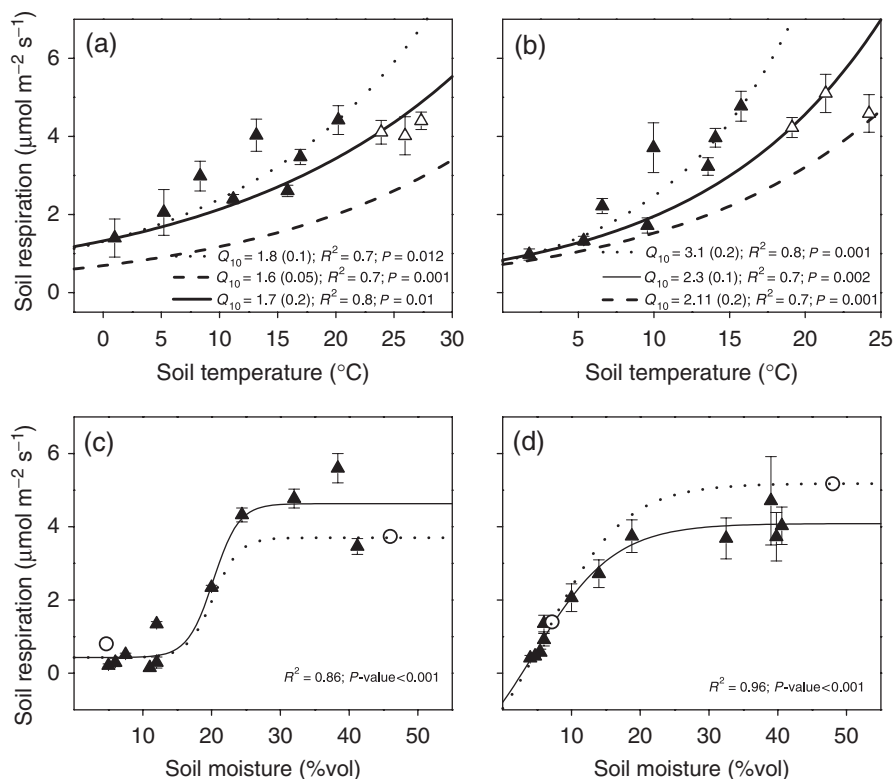 (a)
(b)
Soil respiration (μmol m⁻² s⁻¹)
6
4
2
0
Q₁₀ = 1.8 (0.1); R² = 0.7; P = 0.012
Q₁₀ = 1.6 (0.05); R² = 0.7; P = 0.001
Q₁₀ = 1.7 (0.2); R² = 0.8; P = 0.01
Q₁₀ = 3.1 (0.2); R² = 0.8; P = 0.001
Q₁₀ = 2.3 (0.1); R² = 0.7; P = 0.002
Q₁₀ = 2.11 (0.2); R² = 0.7; P = 0.001
0 5 10 15 20 25 30
0 5 10 15 20 25
Soil temperature (°C)
Soil temperature (°C)
(c)
(d)
Soil respiration (μmol m⁻² s⁻¹)
6
4
2
0
R² = 0.86; P-value<0.001
R² = 0.96; P-value<0.001
10 20 30 40 50
10 20 30 40 50
Soil moisture (%vol)
Soil moisture (%vol)